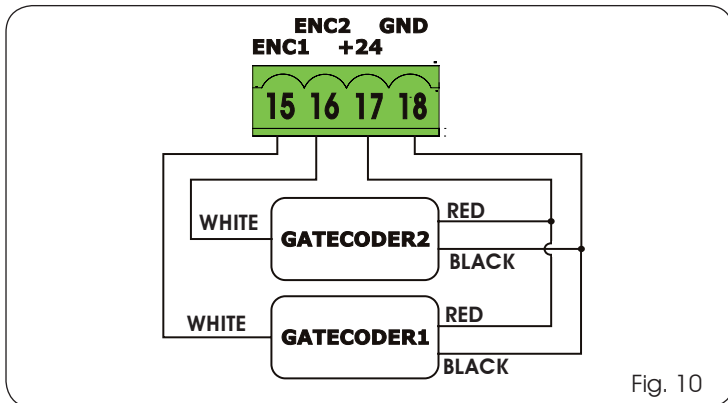 ENC2 GND
ENC1 +24
15 16 17 18
WHITE
GATECODER2
RED
BLACK
WHITE
GATECODER1
RED
BLACK
Fig. 10